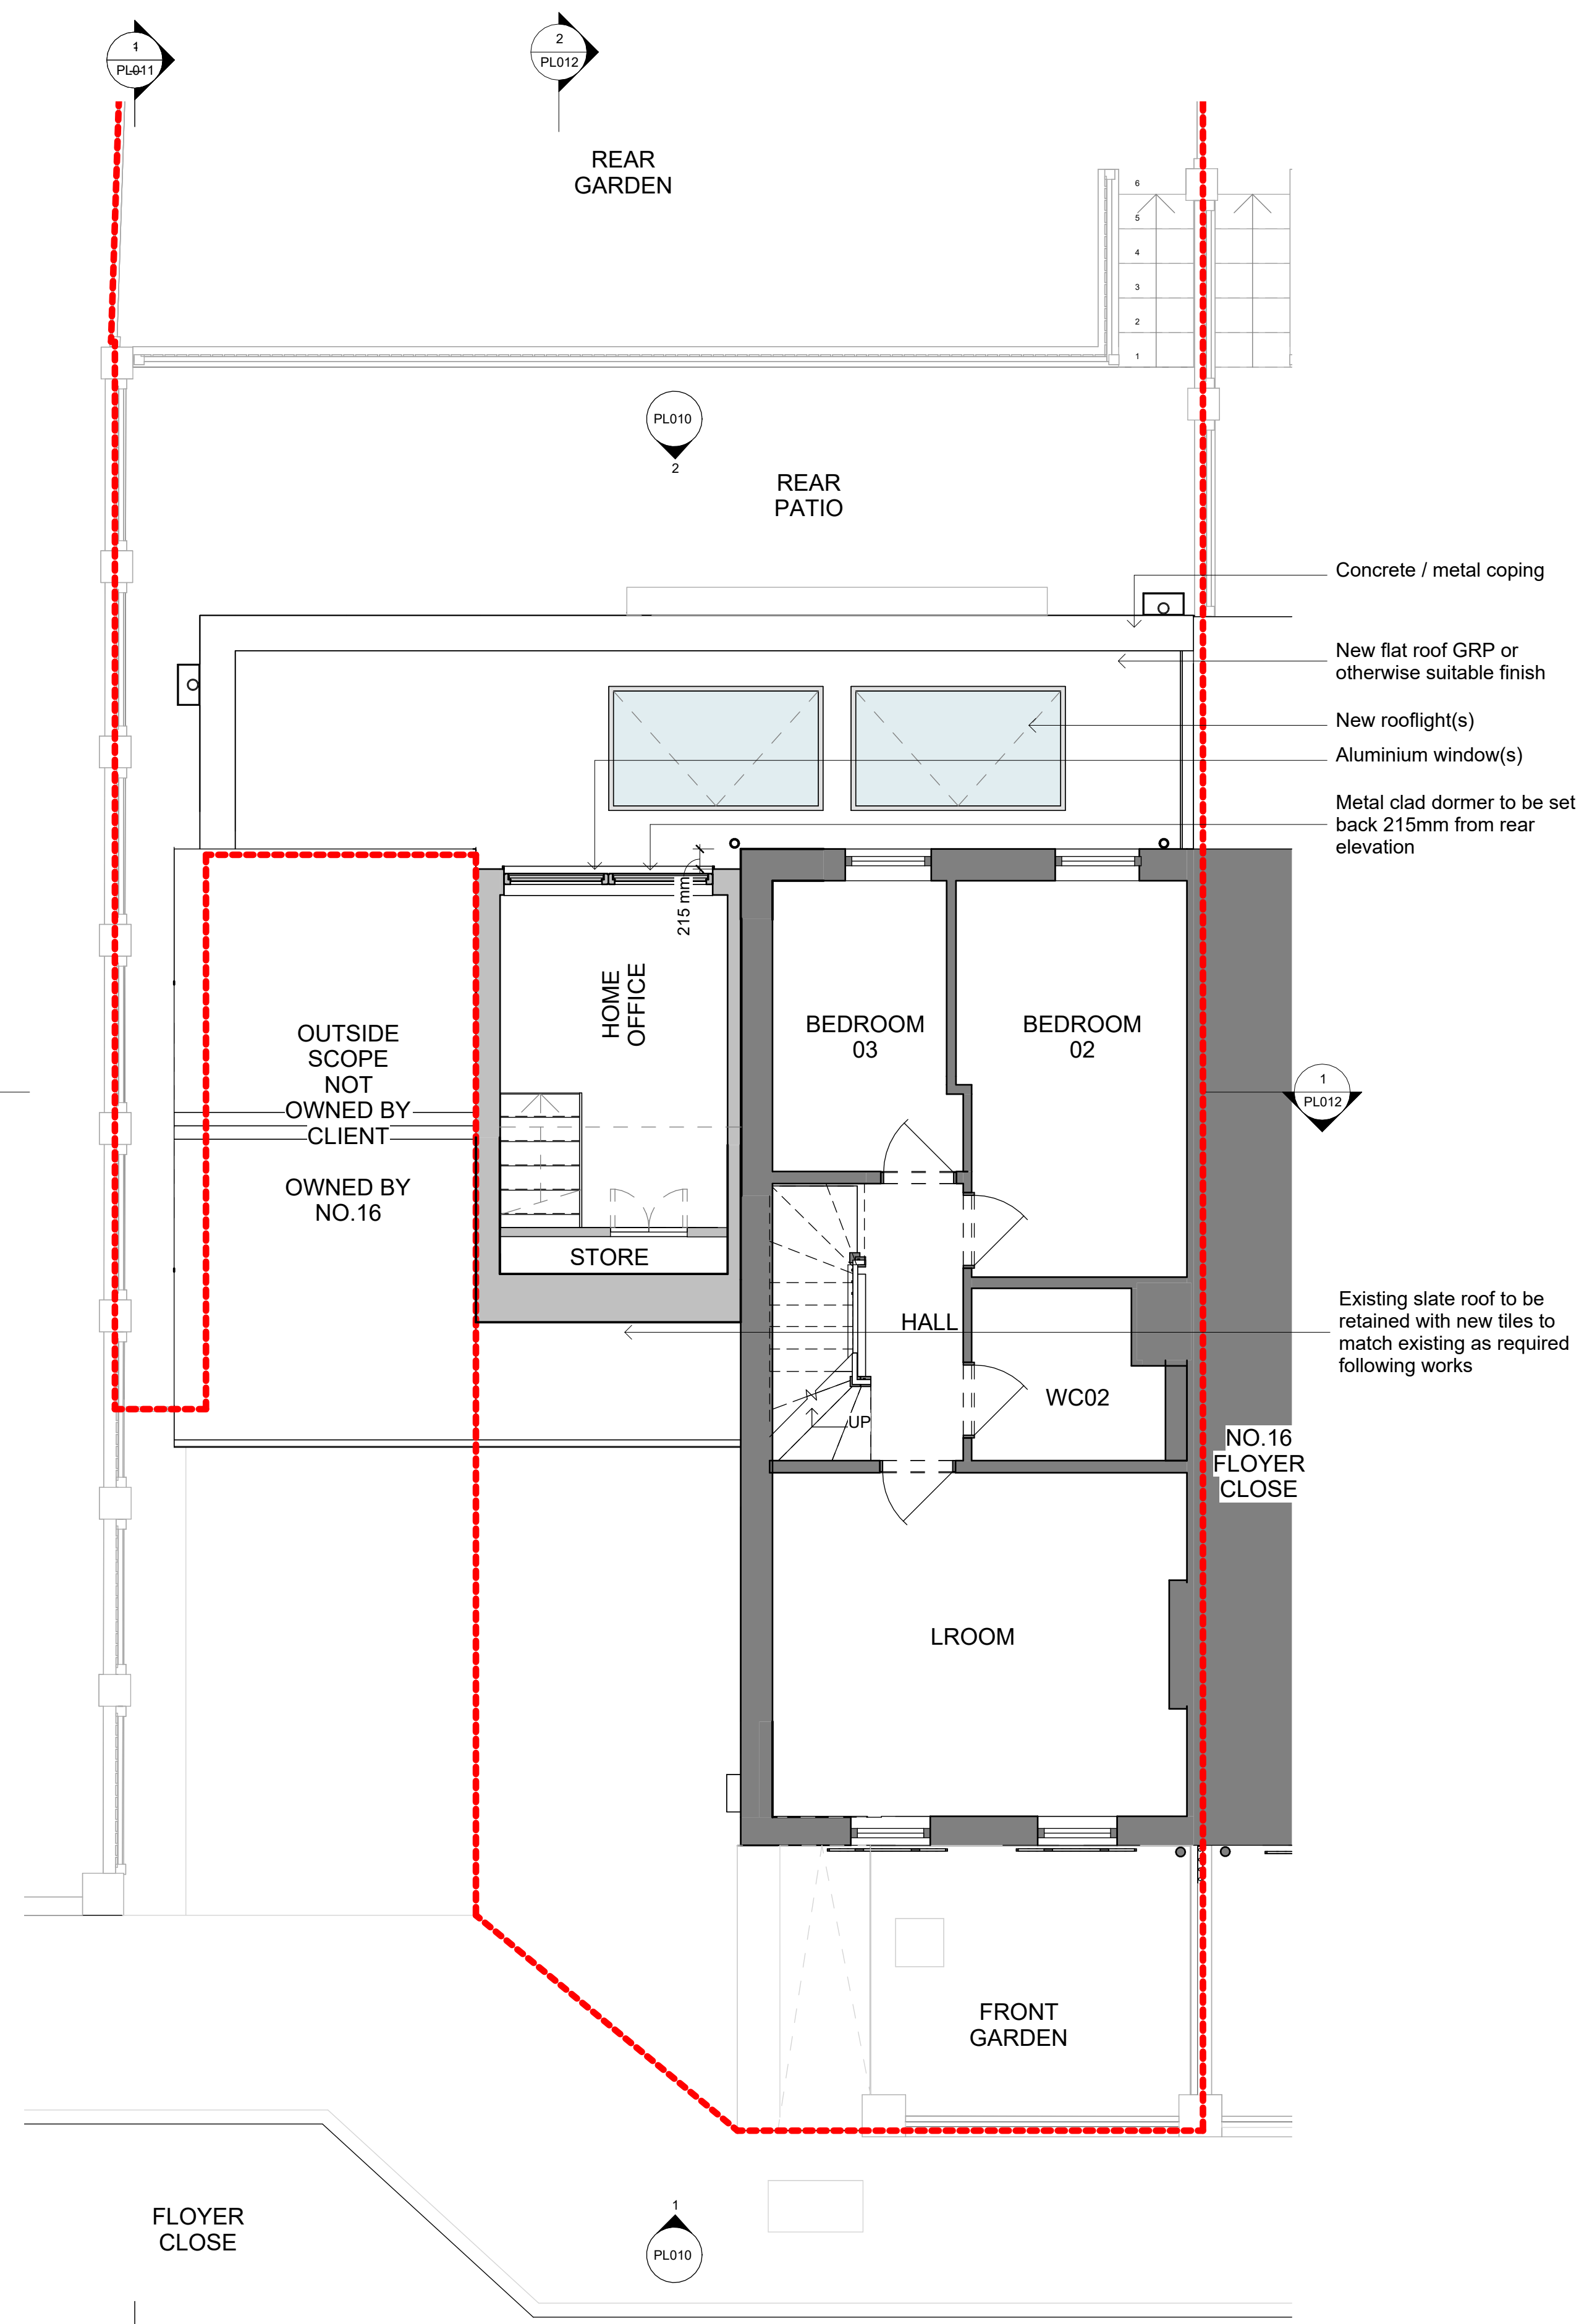 1
PL011
2
PL012
REAR
GARDEN
6
5
4
3
2
1
PL010
2
REAR
PATIO
Concrete / metal coping
New flat roof GRP or
otherwise suitable finish
New rooflight(s)
Aluminium window(s)
Metal clad dormer to be set
back 215mm from rear
elevation
215 mm
HOME
OFFICE
BEDROOM
03
BEDROOM
02
OUTSIDE
SCOPE
NOT
OWNED BY
CLIENT
OWNED BY
NO.16
1
PL012
STORE
HALL
Existing slate roof to be
retained with new tiles to
match existing as required
following works
WC02
UP
NO.16
FLOYER
CLOSE
LROOM
FRONT
GARDEN
FLOYER
CLOSE
1
PL010